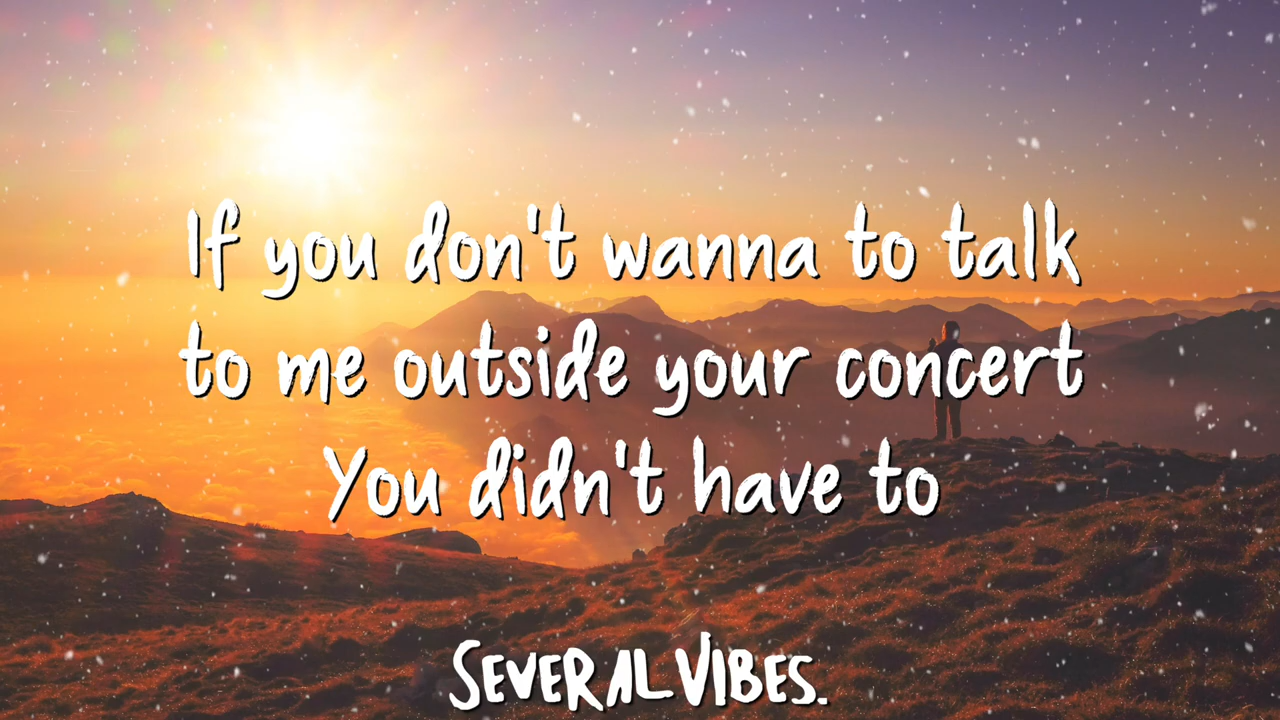 If you don't wanna to talk
to me outside your concert
You didn't have to
SEVERAL VIBES.